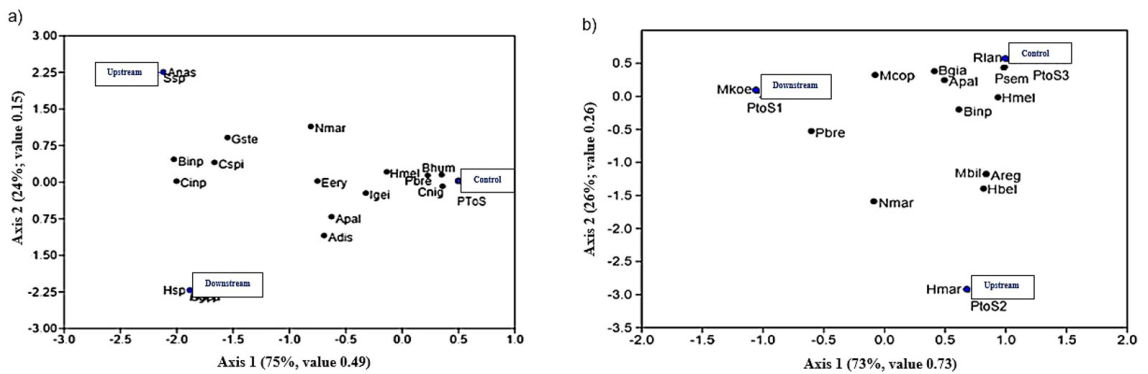 a)
3.00
Upstream
2.25
Anas
Ssp
1.50
Nmar
Gste
0.75
Binp
Cspi
Hmel
Bhum
0.00
Cinp
Eery
Pbre
Control
Igei
Cnig
PToS
0.75
Apal
Adis
1.50
Downstream
-2.25
Hsp
-3.00
-3.0
-2.5
-2.0
-1.5
-1.0
-0.5
0.0
0.5
1.0
Axis 1 (75%, value 0.49)
Axis 2 (24%; value 0.15)
b)
0.5
Rlan
Control
Mcop
Bgia
Psem
PtoS3
Mkoe
Downstream
Apal
0.0
PtoS1
Hmel
Binp
-0.5
Pbre
-1.0
Mbil
Areg
Hbel
-1.5
Nmar
-2.0
-2.5
-3.0
Hmar
Upstream
PtoS2
-3.5
-2.0
-1.5
-1.0
-0.5
0.0
0.5
1.0
1.5
2.0
Axis 1 (73%, value 0.73)
Axis 2 (26%; value 0.26)